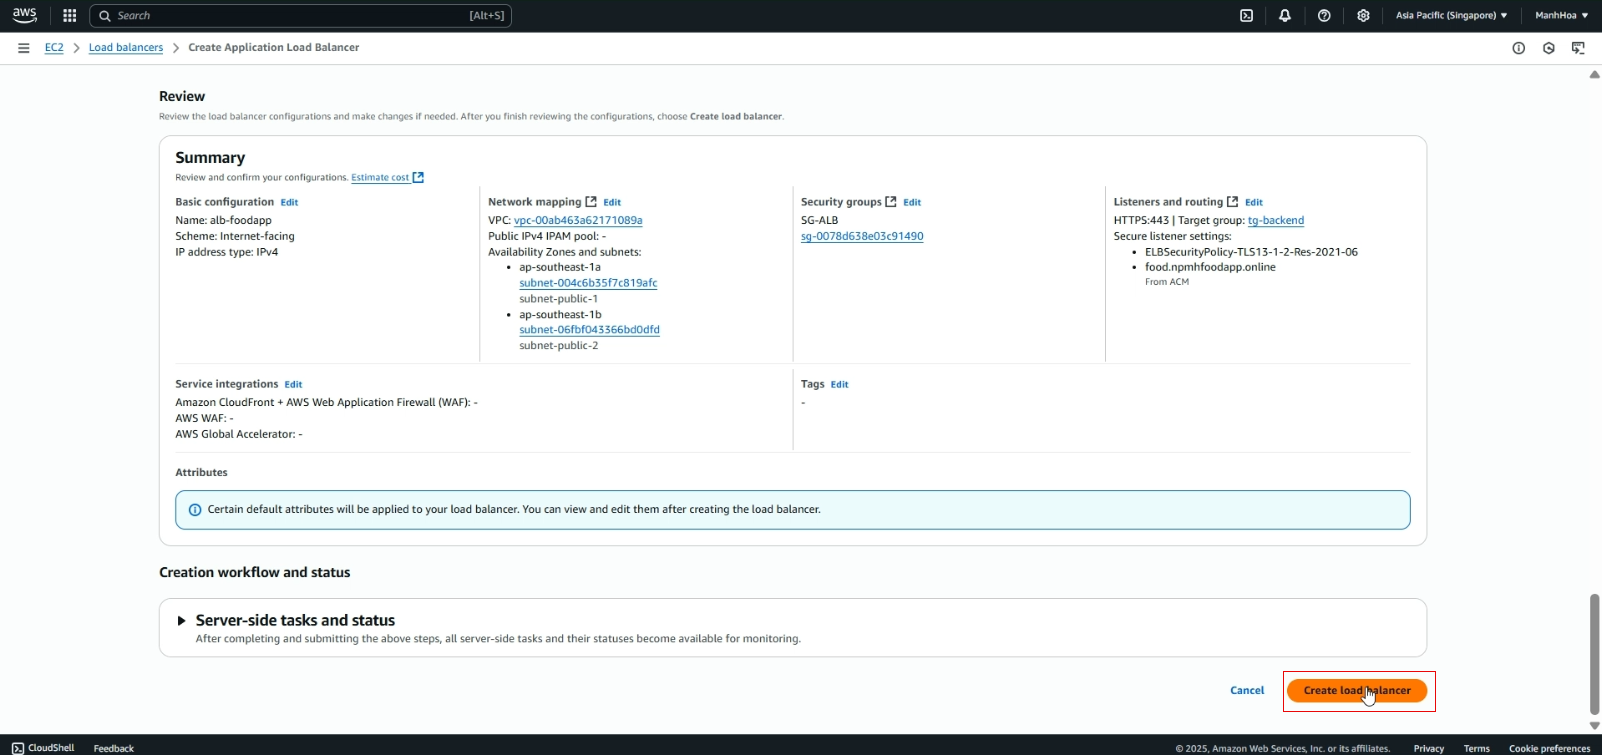 aws
Search [Alt+S]
Asia Pacific (Singapore) ManhHoa
EC2 > Load balancers > Create Application Load Balancer
Review
Review the load balancer configurations and make changes if needed. After you finish reviewing the configurations, choose Create load balancer.
Summary
Review and confirm your configurations. Estimate cost
Basic configuration Edit
Name: alb-foodapp
Scheme: Internet-facing
IP address type: IPv4
Network mapping Edit
VPC: vpc-00ab463a62171089a
Public IPv4 IPAM pool: -
Availability Zones and subnets:
• ap-southeast-1a
subnet-004c6b35f7c819afc
subnet-public-1
• ap-southeast-1b
subnet-06fbf043366bd0dfd
subnet-public-2
Security groups Edit
SG-ALB
sg-0078d638e03c91490
Listeners and routing Edit
HTTPS:443 | Target group: tg-backend
Secure listener settings:
• ELBSecurityPolicy-TLS13-1-2-Res-2021-06
• food.npmhfoodapp.online
From ACM
Service integrations Edit
Amazon CloudFront + AWS Web Application Firewall (WAF): -
AWS WAF: -
AWS Global Accelerator: -
Tags Edit
-
Attributes
Certain default attributes will be applied to your load balancer. You can view and edit them after creating the load balancer.
Creation workflow and status
Server-side tasks and status
After completing and submitting the above steps, all server-side tasks and their statuses become available for monitoring.
Cancel Create load balancer
CloudShell Feedback © 2025, Amazon Web Services, Inc. or its affiliates. Privacy Terms Cookie preferences